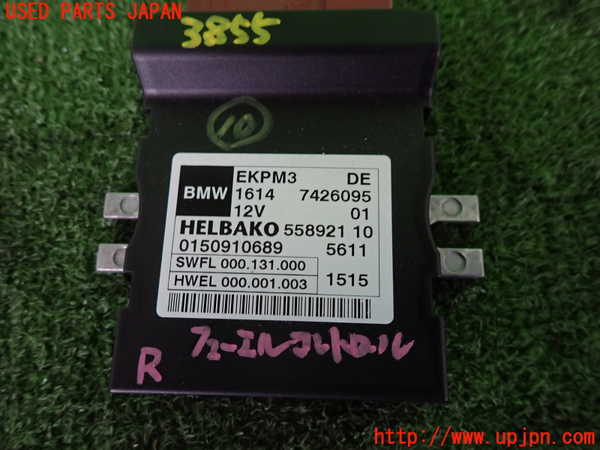 USED PARTS JAPAN
3855
10
BMW
EKPM3 DE
1614 7426095
12V 01
HELBAKO 558921 10
0150910689 5611
SWFL 000.131.000
HWEL 000.001.003 1515
R フューエルコントロール
http://www.upjpn.com/